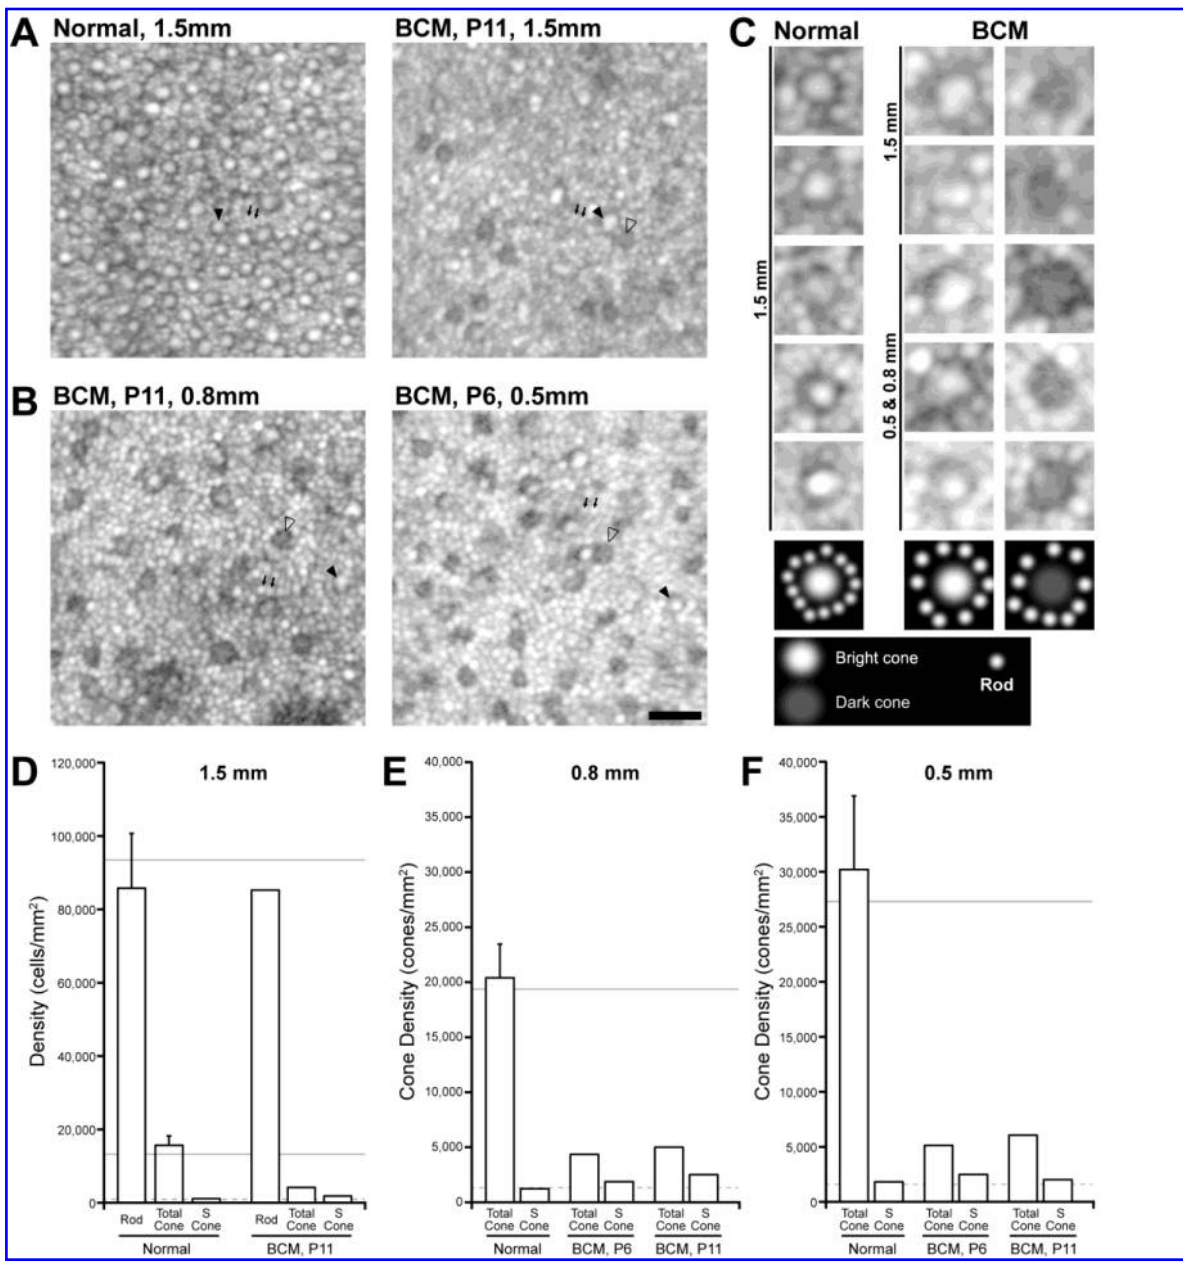 A
Normal, 1.5mm
BCM, P11, 1.5mm
B
BCM, P11, 0.8mm
BCM, P6, 0.5mm
C
Normal
BCM
1.5 mm
1.5 mm
0.5 & 0.8 mm
Bright cone
Dark cone
Rod
D
1.5 mm
Density (cells/mm²)
120,000
100,000
80,000
60,000
40,000
20,000
0
Rod
Total Cone
S Cone
Rod
Total Cone
S Cone
Normal
BCM, P11
E
0.8 mm
Cone Density (cones/mm²)
40,000
35,000
30,000
25,000
20,000
15,000
10,000
5,000
0
Total Cone
S Cone
Total Cone
S Cone
Total Cone
S Cone
Normal
BCM, P6
BCM, P11
F
0.5 mm
Cone Density (cones/mm²)
40,000
35,000
30,000
25,000
20,000
15,000
10,000
5,000
0
Total Cone
S Cone
Total Cone
S Cone
Total Cone
S Cone
Normal
BCM, P6
BCM, P11